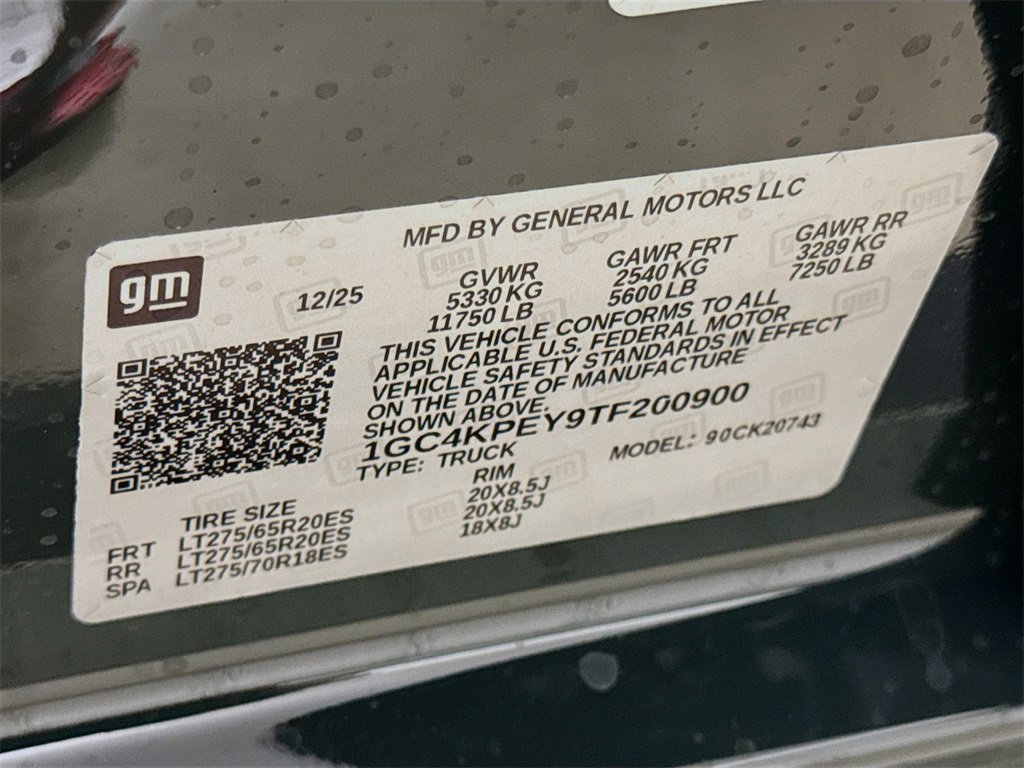 MFD BY GENERAL MOTORS LLC
gm
12/25
GVWR
5330 KG
11750 LB
GAWR FRT
2540 KG
5600 LB
GAWR RR
3289 KG
7250 LB
THIS VEHICLE CONFORMS TO ALL
APPLICABLE U.S. FEDERAL MOTOR
VEHICLE SAFETY STANDARDS IN EFFECT
ON THE DATE OF MANUFACTURE
SHOWN ABOVE.
1GC4KPEY9TF200900
TYPE: TRUCK
MODEL: 90CK20743
TIRE SIZE RIM
FRT LT275/65R20ES 20X8.5J
RR LT275/65R20ES 20X8.5J
SPA LT275/70R18ES 18X8J